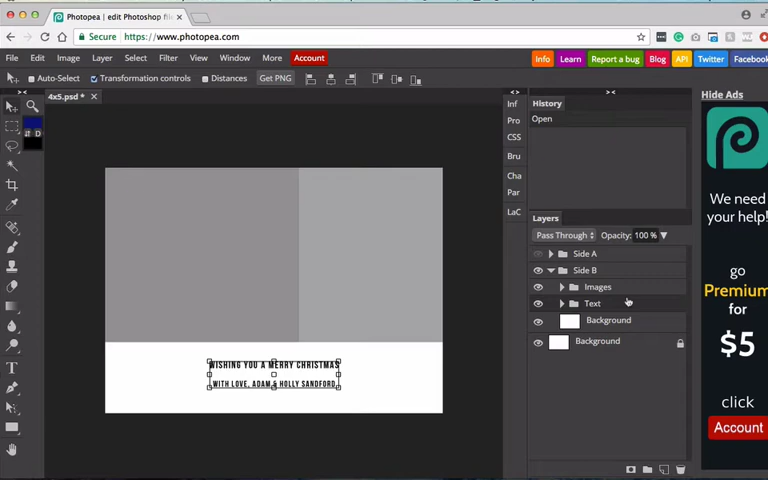 Photopea | edit Photoshop file
Secure | https://www.photopea.com
File Edit Image Layer Select Filter View Window More Account
Info Learn Report a bug Blog API Twitter Facebook
Auto-Select Transformation controls Distances Get PNG
4x5.psd *
Hide Ads
Inf
Pro
CSS
Bru
Cha
Par
LaC
History
Open
Layers
Pass Through Opacity: 100 %
Side A
Side B
Images
Text
Background
Background
D
T
WISHING YOU A MERRY CHRISTMAS
WITH LOVE, ADAM & HOLLY SANDFORD
We need
your help!
go
Premium
for
$5
click
Account